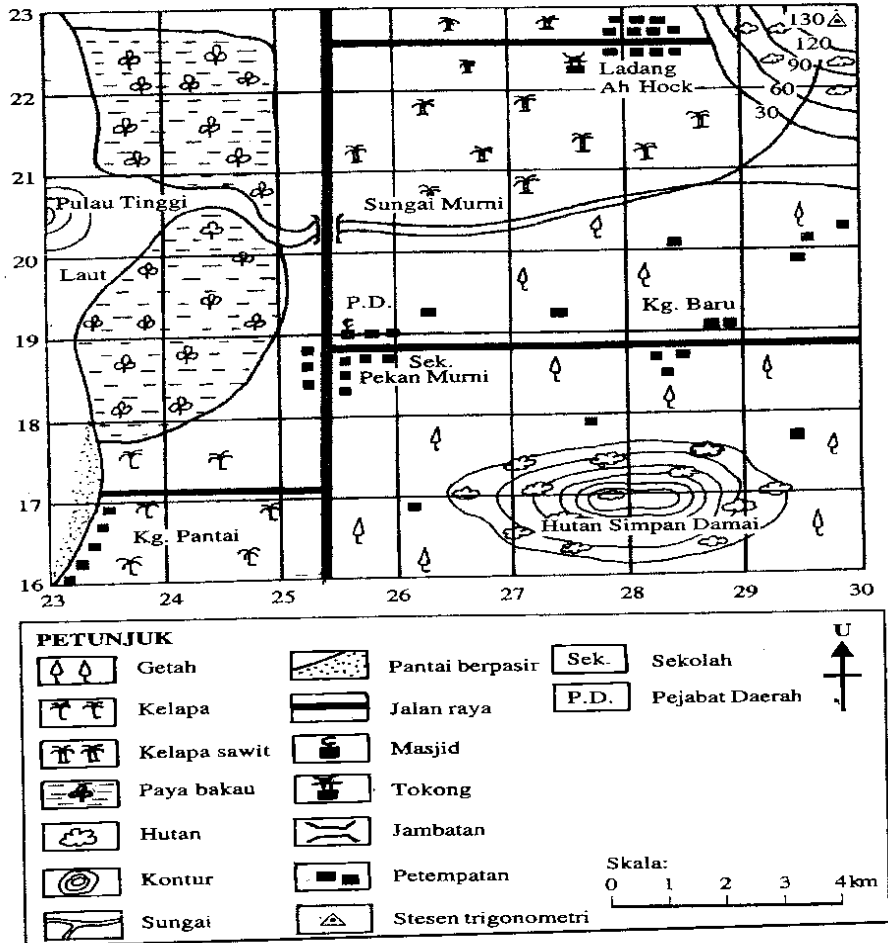 23
130
120
90
Ladang
Ah Hock
22
60
30
21
Pulau Tinggi
Sungai Murni
20
Laut
P.D.
Kg. Baru
19
Sek.
Pekan Murni
18
17
Kg. Pantai
Hutan Simpan Damai
16
23 24 25 26 27 28 29 30
PETUNJUK
U
Getah
Pantai berpasir
Sek. Sekolah
Kelapa
Jalan raya
P.D. Pejabat Daerah
Kelapa sawit
Masjid
Paya bakau
Tokong
Hutan
Jambatan
Kontur
Petempatan
Skala:
0 1 2 3 4 km
Sungai
Stesen trigonometri